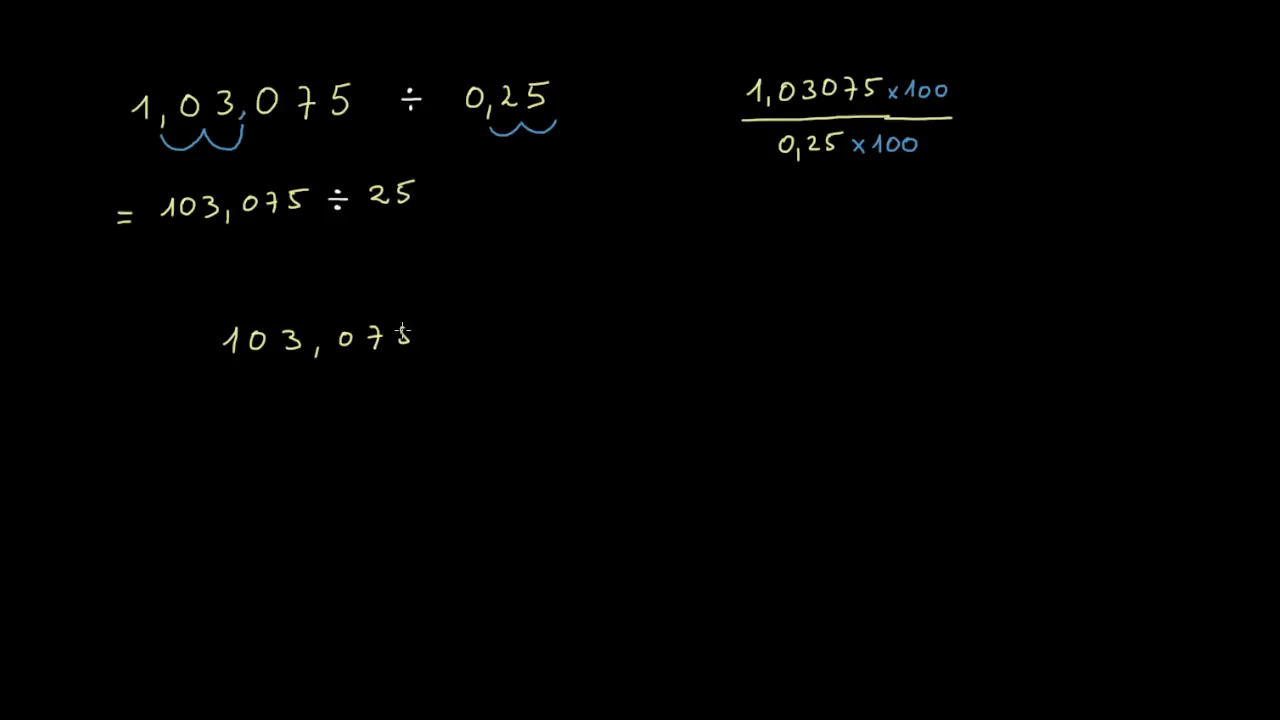 1,03,075 ÷ 0,25
1,03075 x100
0,25 x100
= 103,075 ÷ 25
103,075